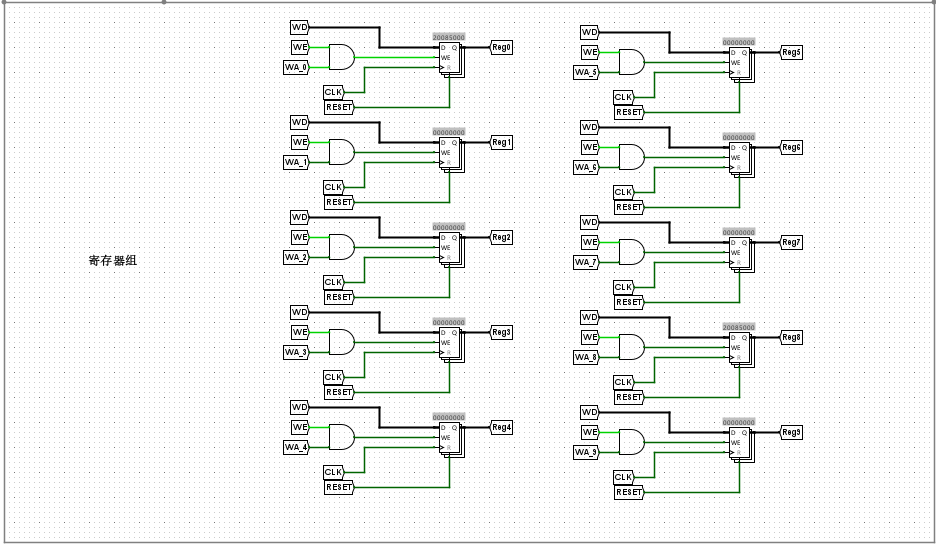 寄存器组
WD
20085000
WE
D Q
Reg0
WE
WA_0
R
CLK
RESET
WD
00000000
WE
D Q
Reg1
WE
WA_1
R
CLK
RESET
WD
00000000
WE
D Q
Reg2
WE
WA_2
R
CLK
RESET
WD
00000000
WE
D Q
Reg3
WE
WA_3
R
CLK
RESET
WD
00000000
WE
D Q
Reg4
WE
WA_4
R
CLK
RESET
WD
00000000
WE
D Q
Reg5
WE
WA_5
R
CLK
RESET
WD
00000000
WE
D Q
Reg6
WE
WA_6
R
CLK
RESET
WD
00000000
WE
D Q
Reg7
WE
WA_7
R
CLK
RESET
WD
20085000
WE
D Q
Reg8
WE
WA_8
R
CLK
RESET
WD
00000000
WE
D Q
Reg9
WE
WA_9
R
CLK
RESET